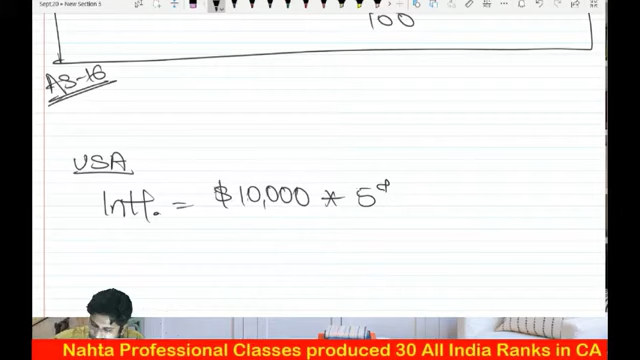 Sept.20 - New Section 5
100
AS-16
USA
Intt. = $10,000 * 5
Nahta Professional Classes produced 30 All India Ranks in CA